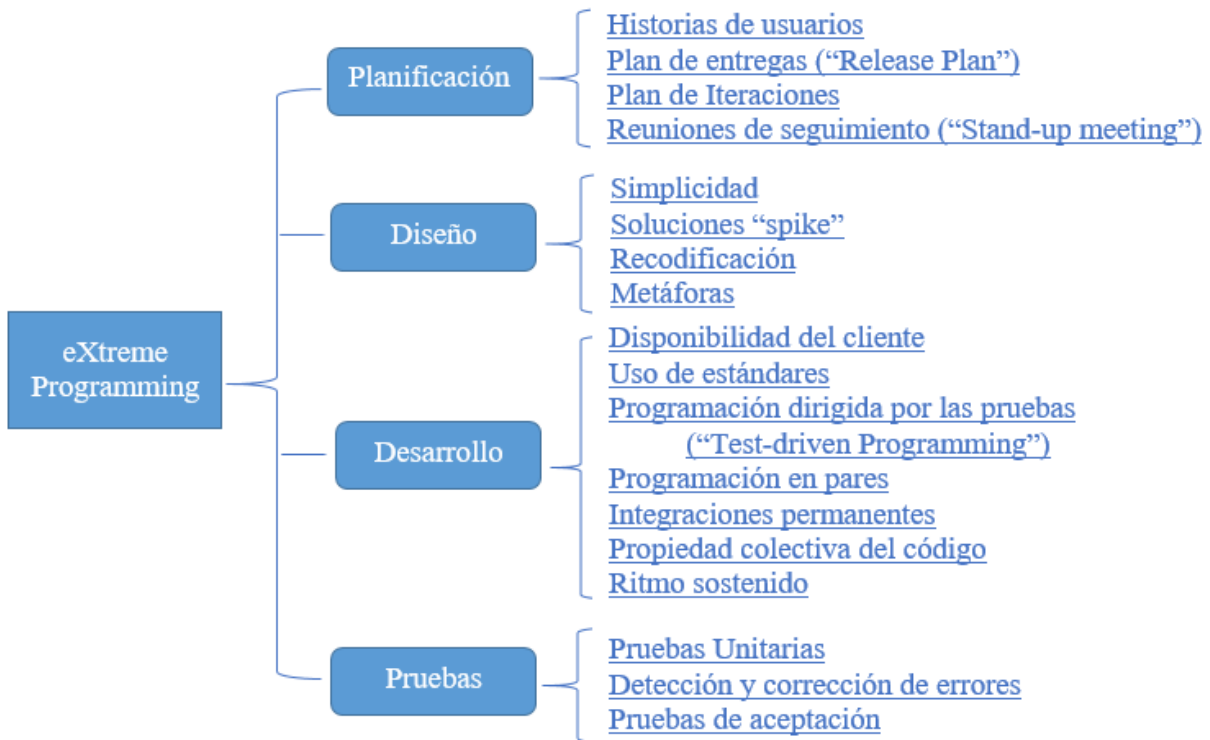 eXtreme
Programming
Planificación
Historias de usuarios
Plan de entregas (“Release Plan”)
Plan de Iteraciones
Reuniones de seguimiento (“Stand-up meeting”)
Diseño
Simplicidad
Soluciones “spike”
Recodificación
Metáforas
Desarrollo
Disponibilidad del cliente
Uso de estándares
Programación dirigida por las pruebas
(“Test-driven Programming”)
Programación en pares
Integraciones permanentes
Propiedad colectiva del código
Ritmo sostenido
Pruebas
Pruebas Unitarias
Detección y corrección de errores
Pruebas de aceptación